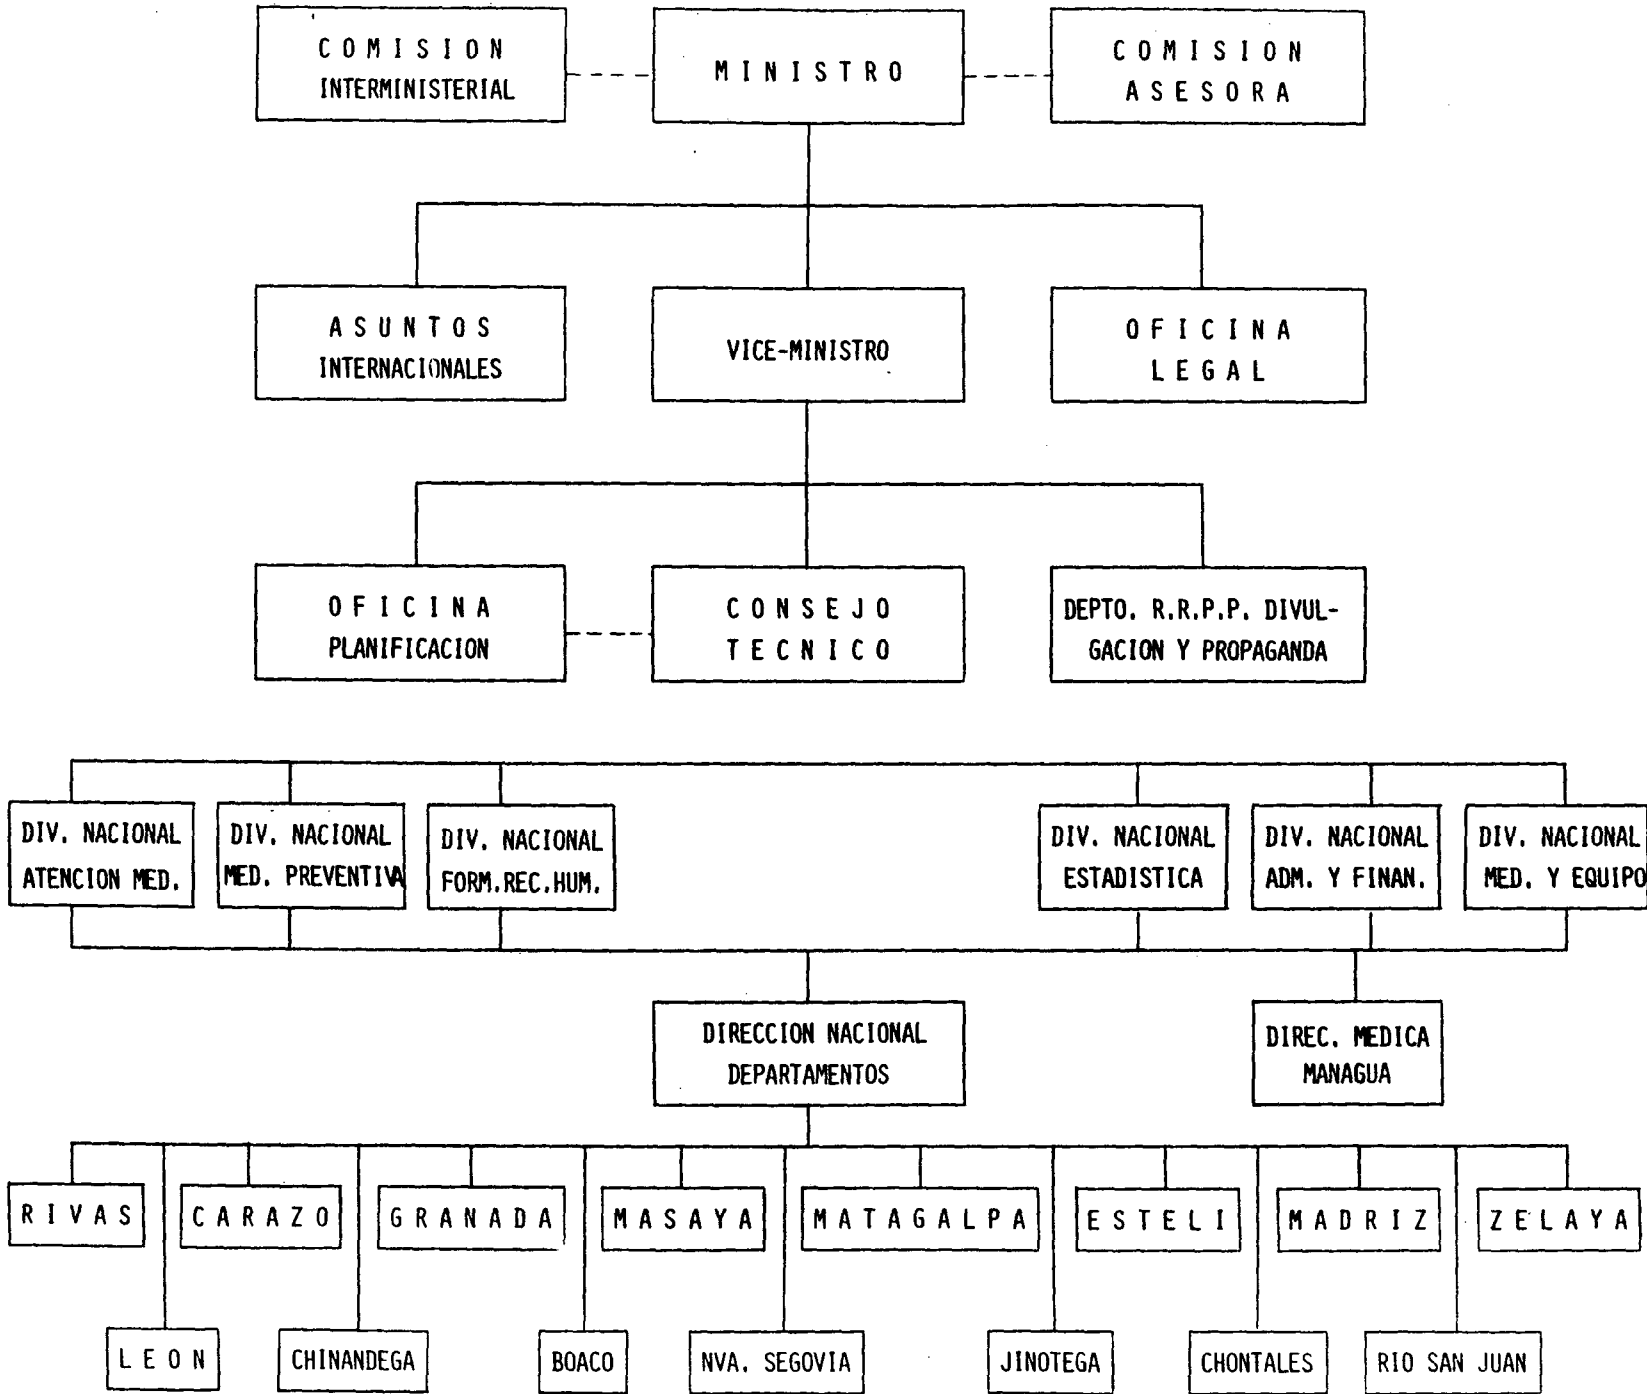 COMISION
INTERMINISTERIAL
MINISTRO
COMISION
ASESORA
ASUNTOS
INTERNACIONALES
VICE-MINISTRO
OFICINA
LEGAL
OFICINA
PLANIFICACION
CONSEJO
TECNICO
DEPTO. R.R.P.P. DIVUL-
GACION Y PROPAGANDA
DIV. NACIONAL
ATENCION MED.
DIV. NACIONAL
MED. PREVENTIVA
DIV. NACIONAL
FORM.REC.HUM.
DIV. NACIONAL
ESTADISTICA
DIV. NACIONAL
ADM. Y FINAN.
DIV. NACIONAL
MED. Y EQUIPO
DIRECCION NACIONAL
DEPARTAMENTOS
DIREC. MEDICA
MANAGUA
RIVAS
CARAZO
GRANADA
MASAYA
MATAGALPA
ESTELI
MADRIZ
ZELAYA
LEON
CHINANDEGA
BOACO
NVA. SEGOVIA
JINOTEGA
CHONTALES
RIO SAN JUAN